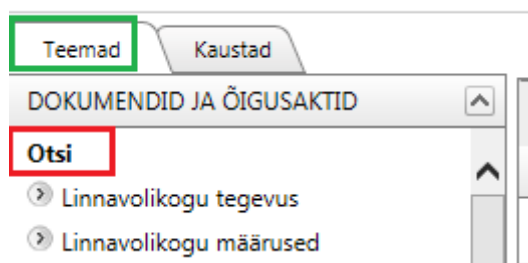 Teemad Kaustad
DOKUMENDID JA ÕIGUSAKTID
Otsi
Linnavolikogu tegevus
Linnavolikogu määrused